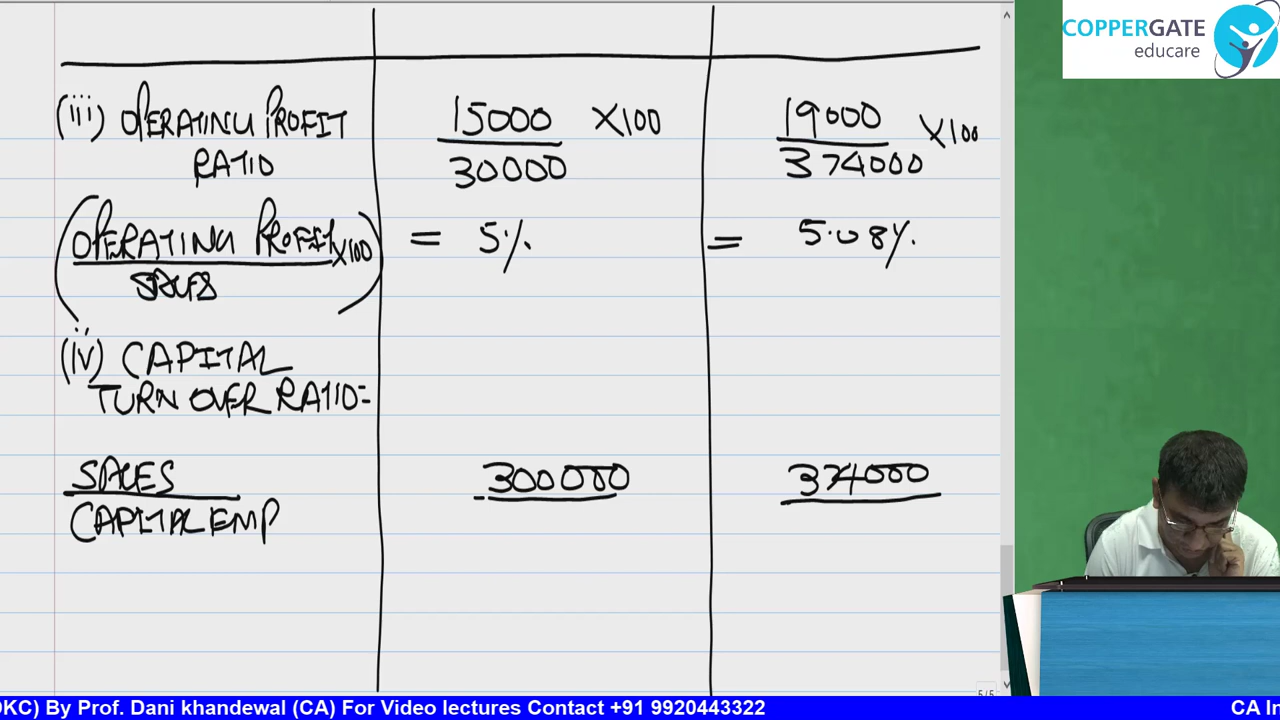 COPPERGATE
educare
(iii) OPERATING PROFIT
RATIO
15000 X100
30000
19000 X100
374000
OPERATING PROFIT X100
SALES
= 5%
= 5.08%
(iv) CAPITAL
TURN OVER RATIO=
SALES
CAPITAL EMP
300000
374000
5/5
DKC) By Prof. Dani khandewal (CA) For Video lectures Contact +91 9920443322
CA In